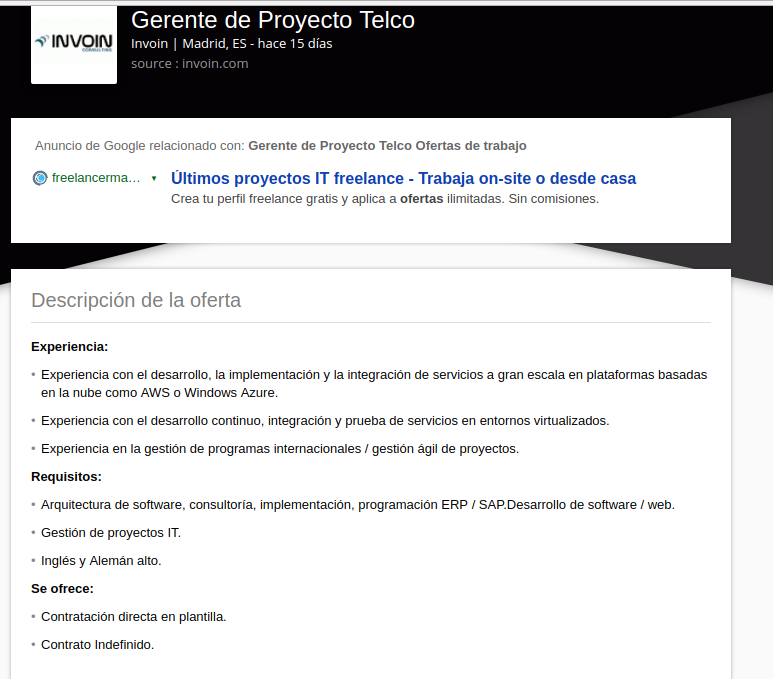 INVOIN
CONSULTING
Gerente de Proyecto Telco
Invoin | Madrid, ES - hace 15 días
source : invoin.com
Anuncio de Google relacionado con: Gerente de Proyecto Telco Ofertas de trabajo
freelancerma… ▼ Últimos proyectos IT freelance - Trabaja on-site o desde casa
Crea tu perfil freelance gratis y aplica a ofertas ilimitadas. Sin comisiones.
Descripción de la oferta
Experiencia:
• Experiencia con el desarrollo, la implementación y la integración de servicios a gran escala en plataformas basadas
en la nube como AWS o Windows Azure.
• Experiencia con el desarrollo continuo, integración y prueba de servicios en entornos virtualizados.
• Experiencia en la gestión de programas internacionales / gestión ágil de proyectos.
Requisitos:
• Arquitectura de software, consultoría, implementación, programación ERP / SAP.Desarrollo de software / web.
• Gestión de proyectos IT.
• Inglés y Alemán alto.
Se ofrece:
• Contratación directa en plantilla.
• Contrato Indefinido.